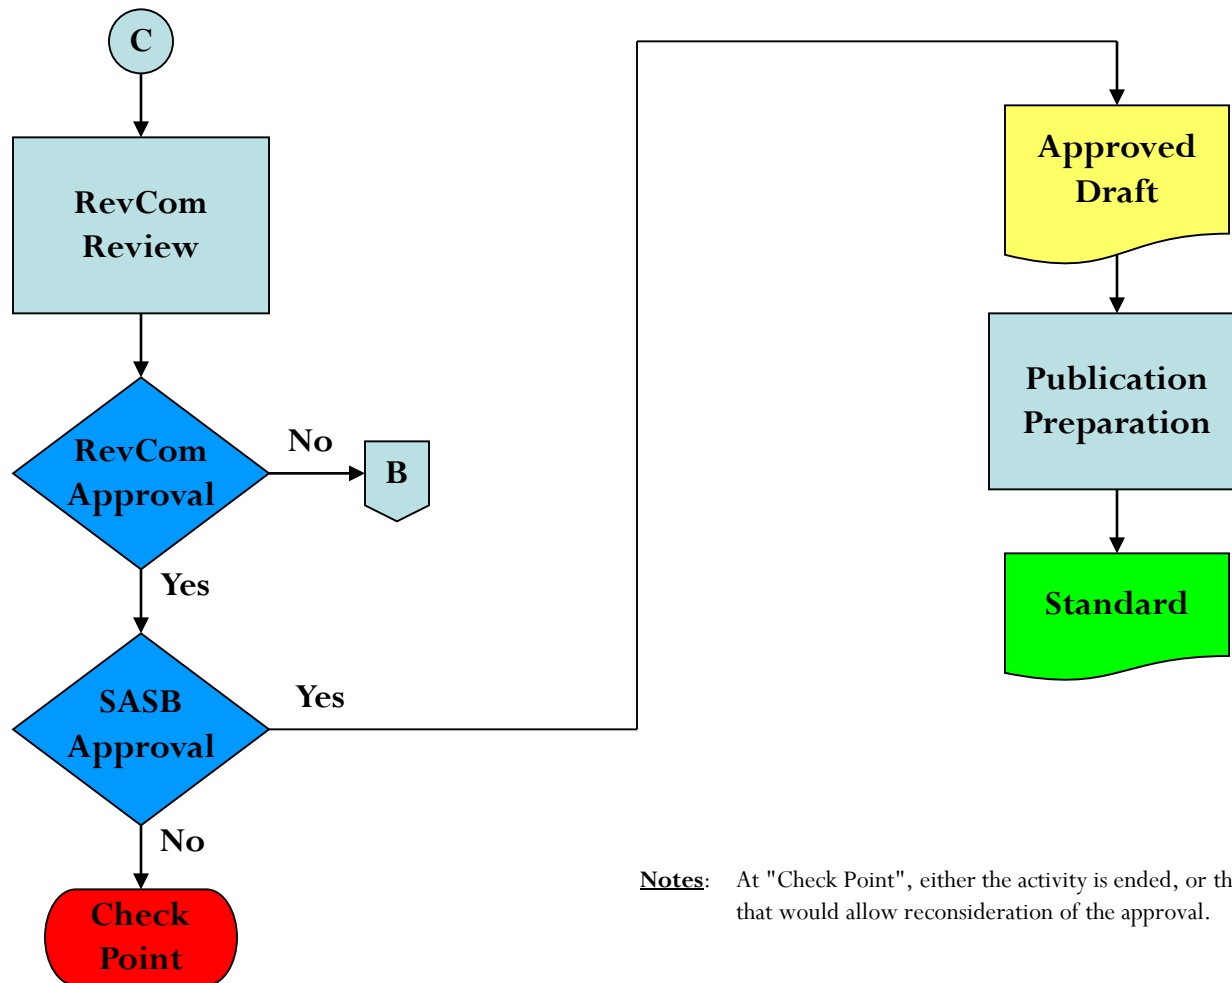 C
RevCom
Review
RevCom
Approval
No
B
Yes
SASB
Approval
Yes
No
Check
Point
Approved
Draft
Publication
Preparation
Standard
Notes: At "Check Point", either the activity is ended, or
that would allow reconsideration of the approval.